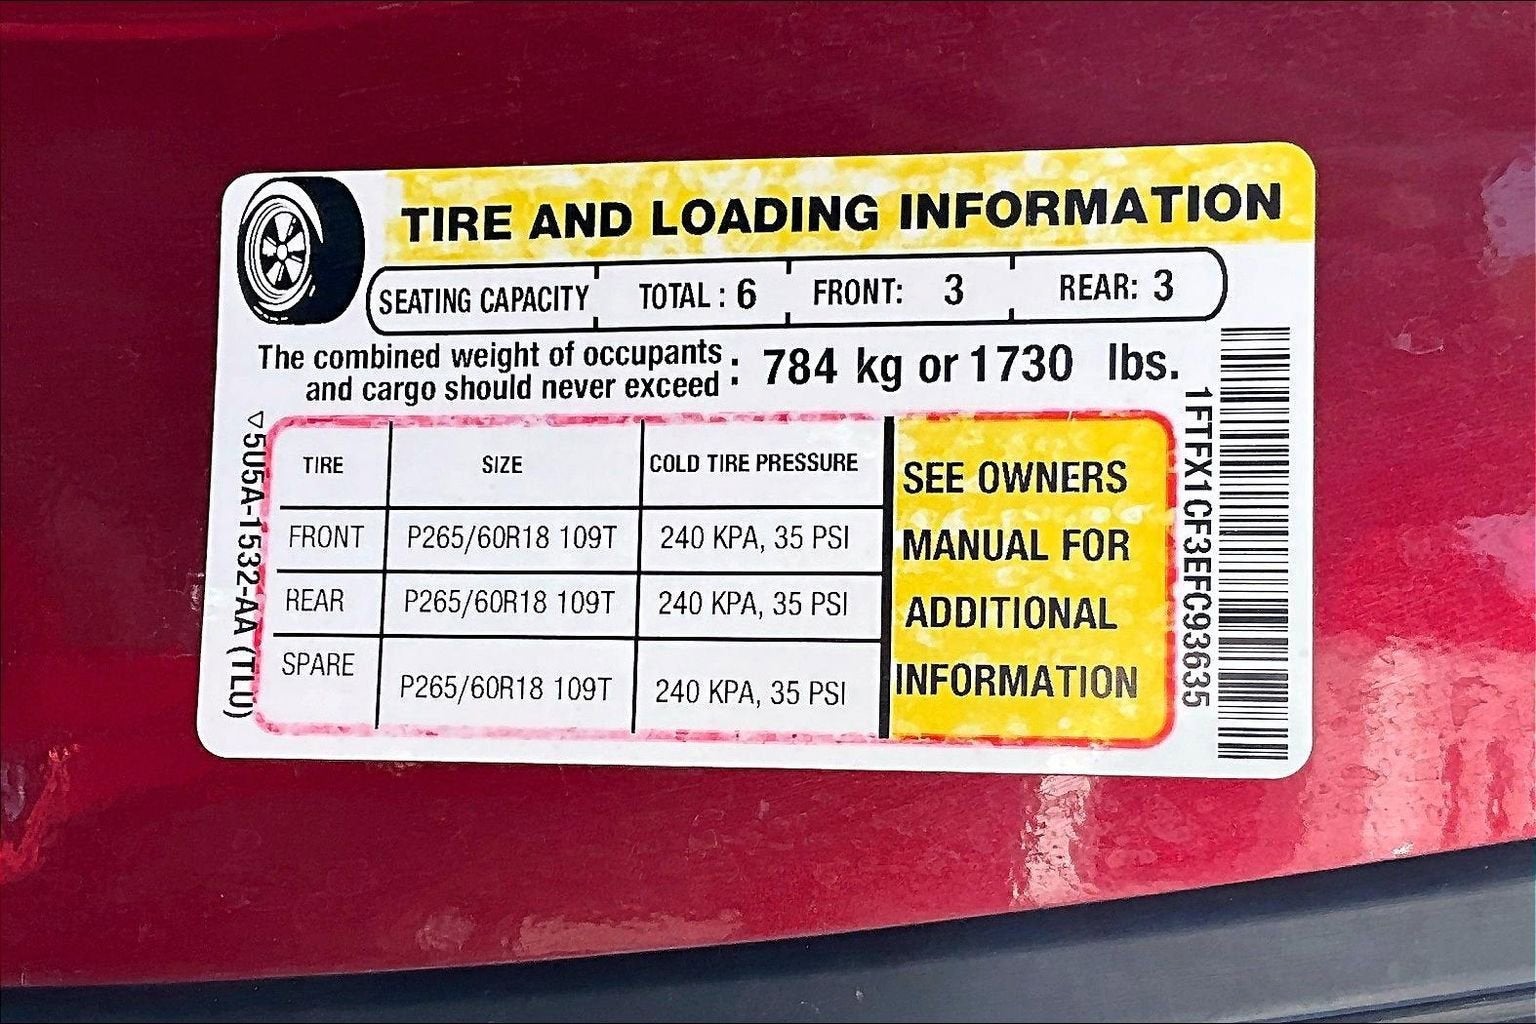 TIRE AND LOADING INFORMATION
SEATING CAPACITY TOTAL : 6 FRONT: 3 REAR: 3
The combined weight of occupants
and cargo should never exceed : 784 kg or 1730 lbs.
TIRE SIZE COLD TIRE PRESSURE
FRONT P265/60R18 109T 240 KPA, 35 PSI
REAR P265/60R18 109T 240 KPA, 35 PSI
SPARE P265/60R18 109T 240 KPA, 35 PSI
SEE OWNERS
MANUAL FOR
ADDITIONAL
INFORMATION
▽5U5A-1532-AA (TLU)
1FTFX1CF3EFC93635